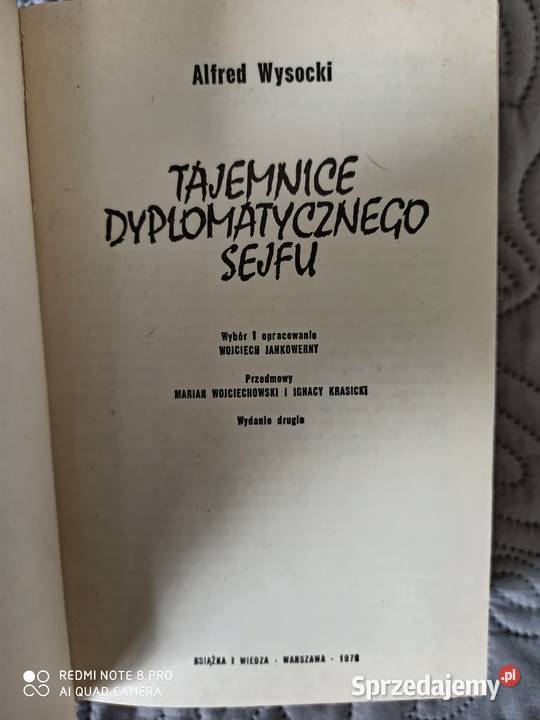 Alfred Wysocki
TAJEMNICE
DYPLOMATYCZNEGO
SEJFU
Wybór i opracowanie
WOJCIECH JANKOWERNY
Przedmowy
MARIAN WOJCIECHOWSKI I IGNACY KRASICKI
Wydanie drugie
KSIĄŻKA I WIEDZA · WARSZAWA · 1976
REDMI NOTE 8 PRO
AI QUAD CAMERA
Sprzedajemy.pl